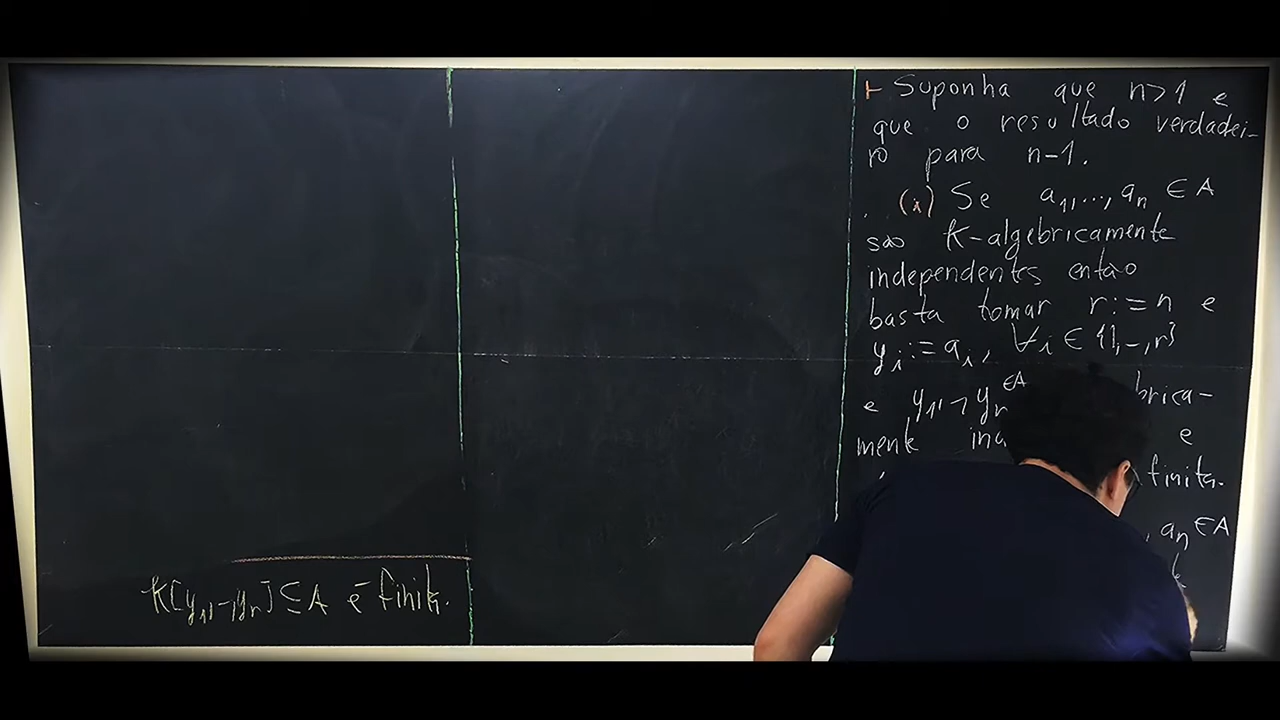 K[y₁,–,yᵣ] ⊆ A é finita.
⊢ Suponha que n>1 e
que o resultado verdadei-
ro para n-1.
(i) Se a₁,…,aₙ ∈ A
são K-algebricamente
independentes então
basta tomar r:=n e
yᵢ:=aᵢ, ∀i∈{1,–,r}
e y₁,–,yᵣ ∈A brica-
mente e
finita.
, aₙ ∈ A